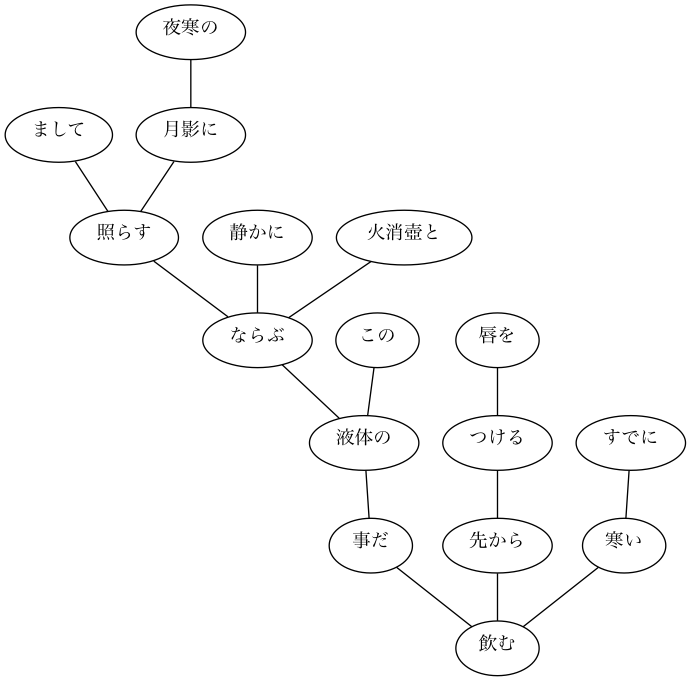 夜寒の
まして
月影に
照らす
静かに
火消壺と
ならぶ
この
唇を
液体の
つける
すでに
事だ
先から
寒い
飲む